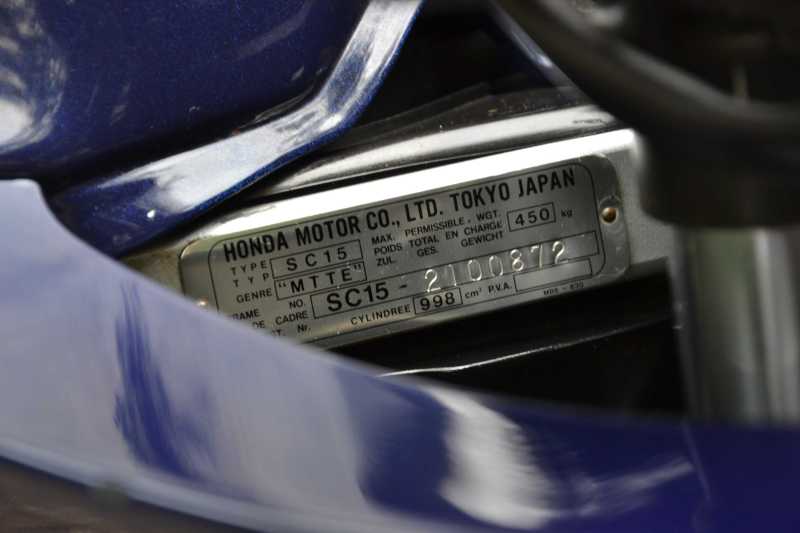 HONDA MOTOR CO., LTD. TOKYO JAPAN
TYPE
TYP
SC15
MAX. PERMISSIBLE. WGT.
POIDS TOTAL EN CHARGE
ZUL. GES. GEWICHT
450 kg
GENRE "MTTE"
NO.
DE CADRE
Nr.
SC15 - 2100872
CYLINDREE 998 cm³ P.V.A.